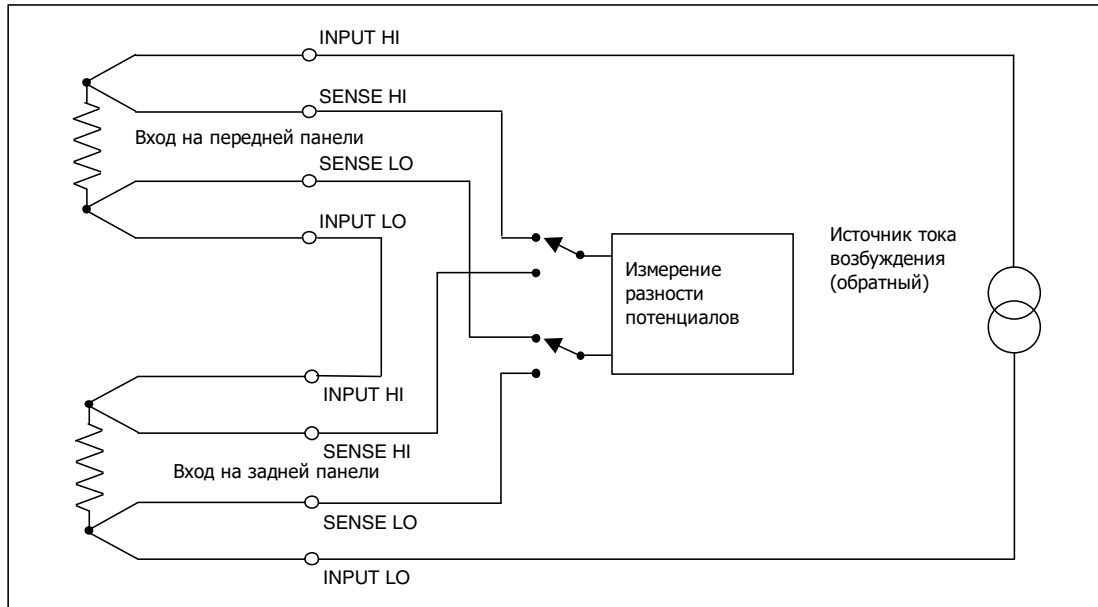 INPUT HI
SENSE HI
Вход на передней панели
SENSE LO
INPUT LO
Источник тока
возбуждения
(обратный)
Измерение
разности
потенциалов
INPUT HI
SENSE HI
Вход на задней панели
SENSE LO
INPUT LO